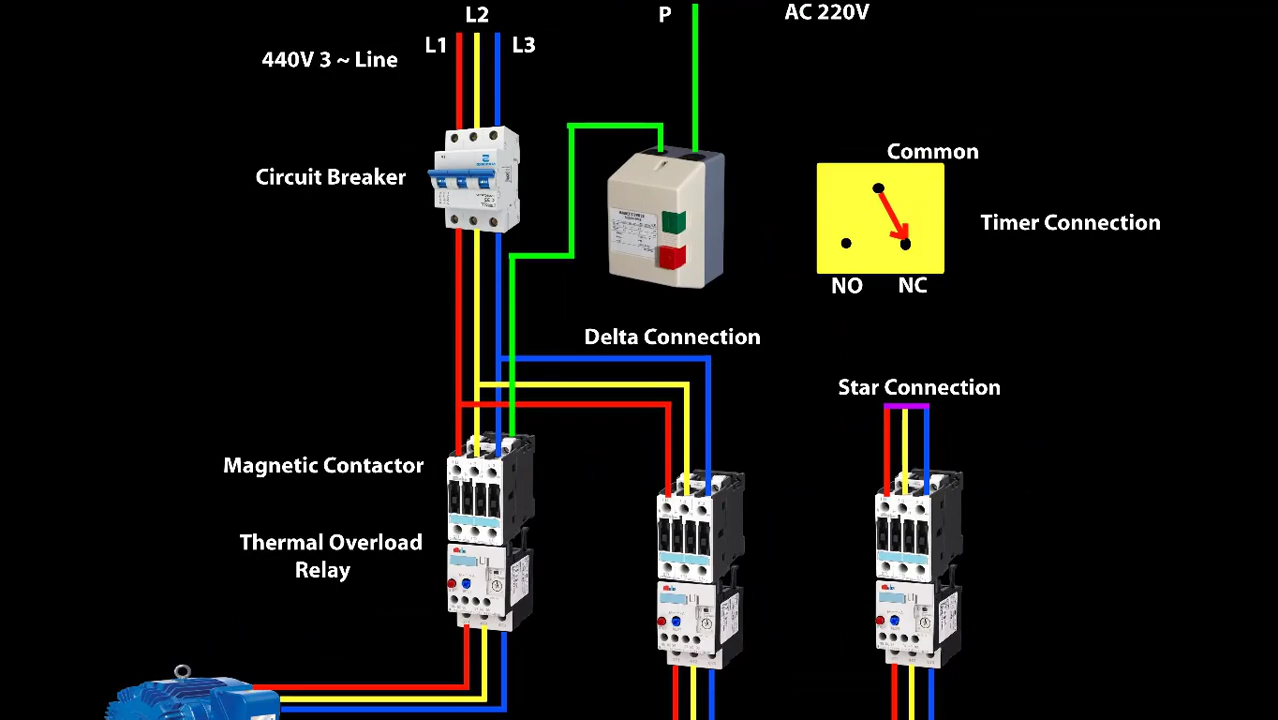 L2
P
AC 220V
L1
L3
440V 3 ~ Line
Circuit Breaker
Common
Timer Connection
NO
NC
Delta Connection
Star Connection
Magnetic Contactor
Thermal Overload
Relay